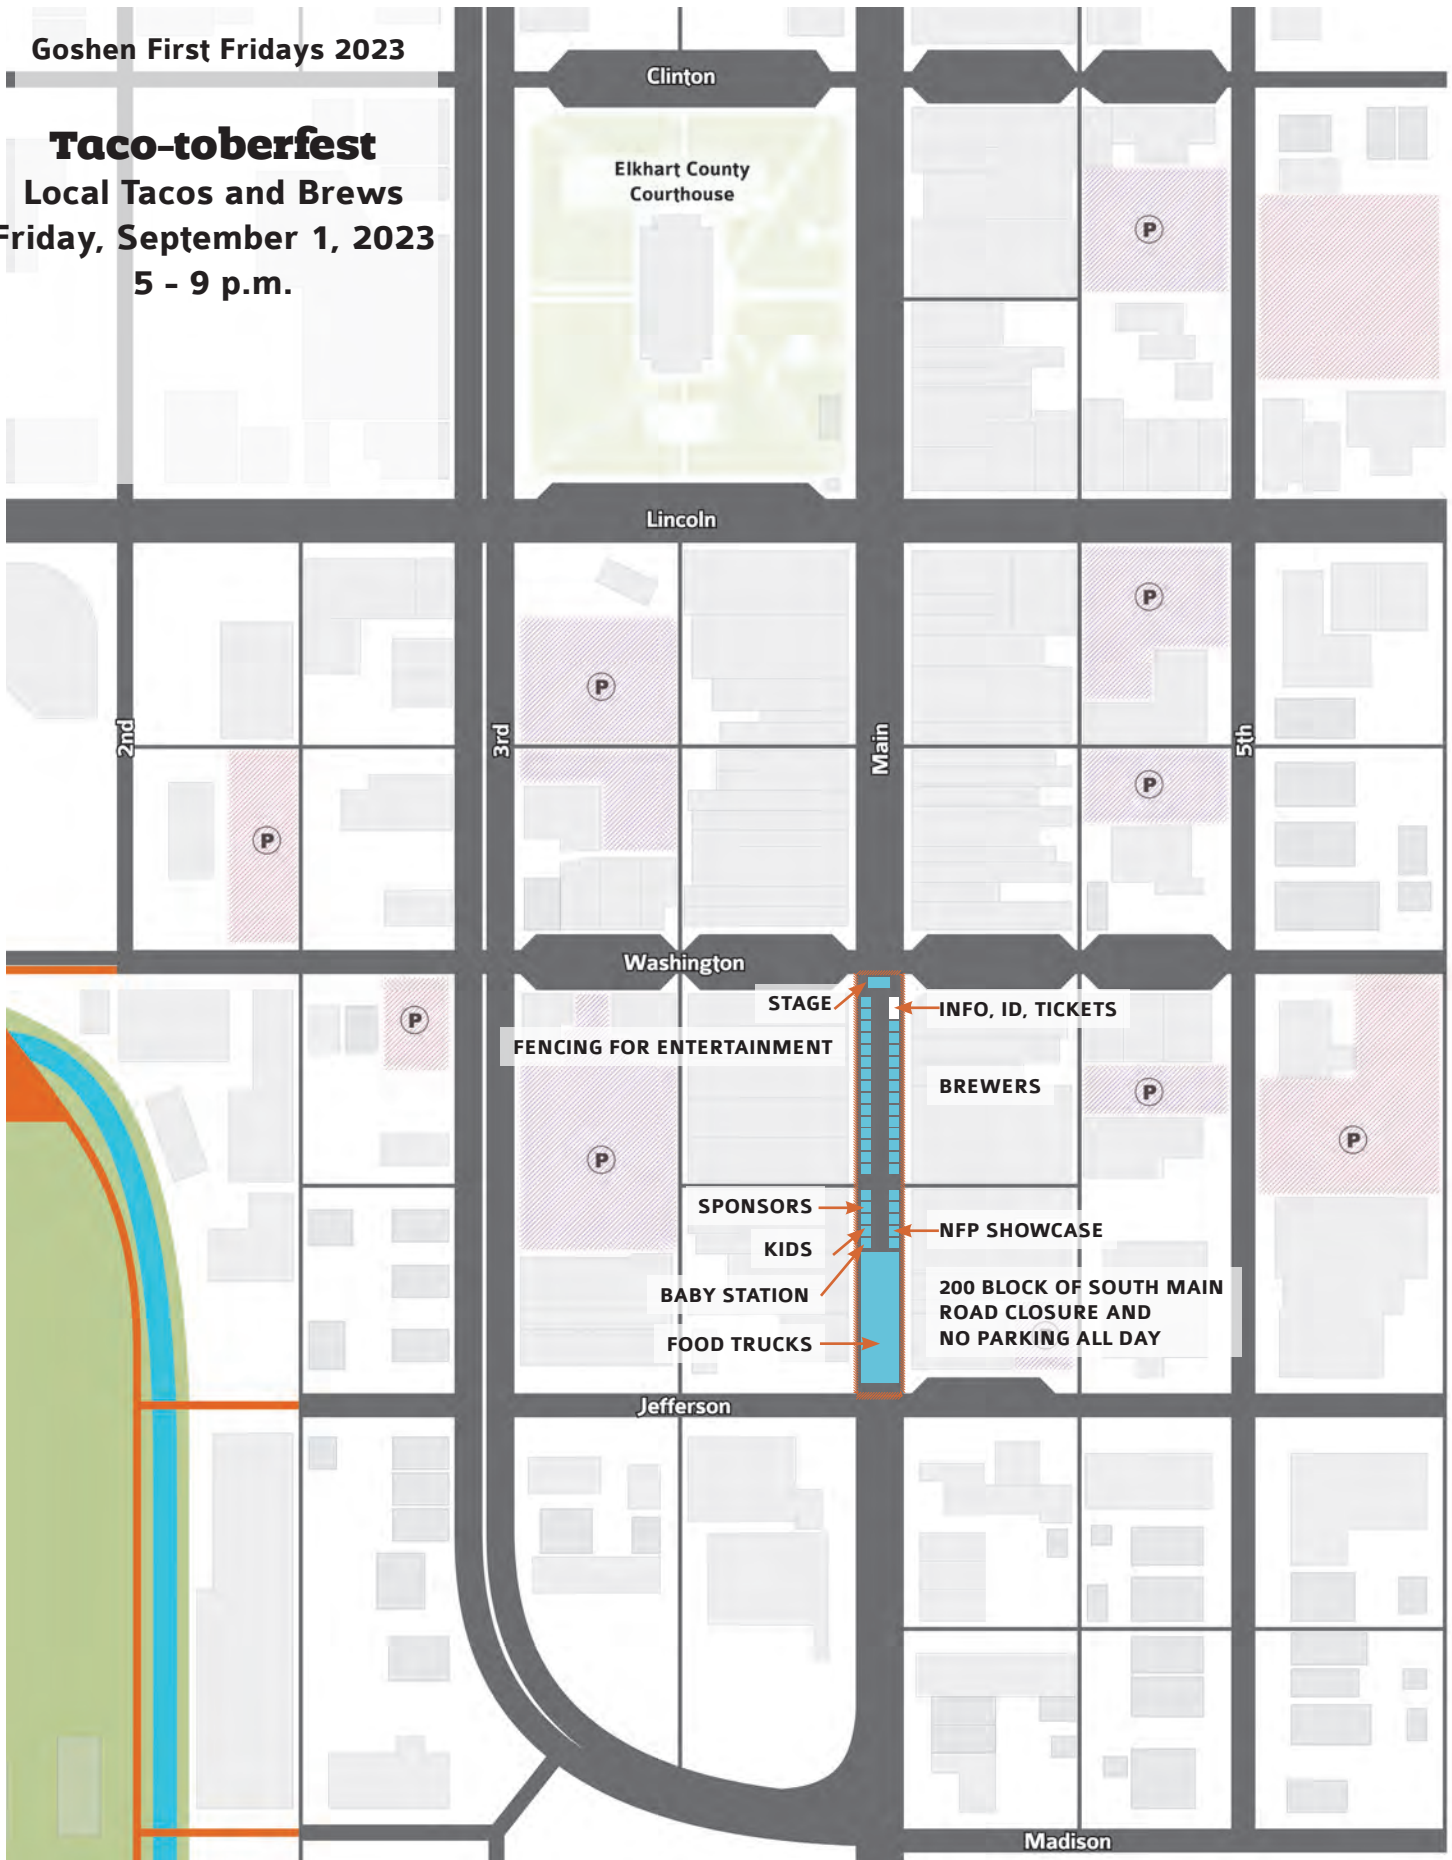 Goshen First Fridays 2023
Taco-toberfest
Local Tacos and Brews
Friday, September 1, 2023
5 - 9 p.m.
Clinton
Elkhart County
Courthouse
P
Lincoln
P
P
2nd
3rd
Main
5th
P
P
Washington
STAGE
INFO, ID, TICKETS
P
FENCING FOR ENTERTAINMENT
BREWERS
P
P
P
SPONSORS
NFP SHOWCASE
KIDS
BABY STATION
200 BLOCK OF SOUTH MAIN
ROAD CLOSURE AND
NO PARKING ALL DAY
P
FOOD TRUCKS
Jefferson
Madison